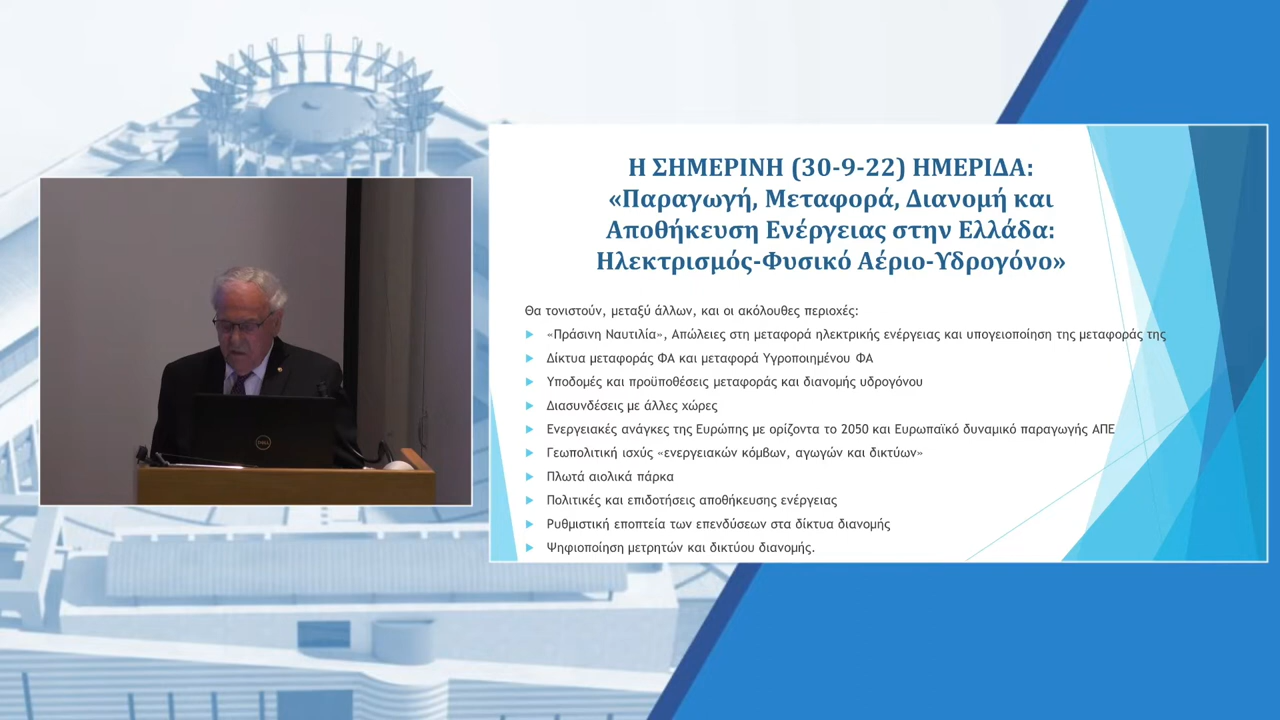 Η ΣΗΜΕΡΙΝΗ (30-9-22) ΗΜΕΡΙΔΑ:
«Παραγωγή, Μεταφορά, Διανομή και
Αποθήκευση Ενέργειας στην Ελλάδα:
Ηλεκτρισμός-Φυσικό Αέριο-Υδρογόνο»
Θα τονιστούν, μεταξύ άλλων, και οι ακόλουθες περιοχές:
«Πράσινη Ναυτιλία», Απώλειες στη μεταφορά ηλεκτρικής ενέργειας και υπογειοποίηση της μεταφοράς της
Δίκτυα μεταφοράς ΦΑ και μεταφορά Υγροποιημένου ΦΑ
Υποδομές και προϋποθέσεις μεταφοράς και διανομής υδρογόνου
Διασυνδέσεις με άλλες χώρες
Ενεργειακές ανάγκες της Ευρώπης με ορίζοντα το 2050 και Ευρωπαϊκό δυναμικό παραγωγής ΑΠΕ
Γεωπολιτική ισχύς «ενεργειακών κόμβων, αγωγών και δικτύων»
Πλωτά αιολικά πάρκα
Πολιτικές και επιδοτήσεις αποθήκευσης ενέργειας
Ρυθμιστική εποπτεία των επενδύσεων στα δίκτυα διανομής
Ψηφιοποίηση μετρητών και δικτύου διανομής.
DELL